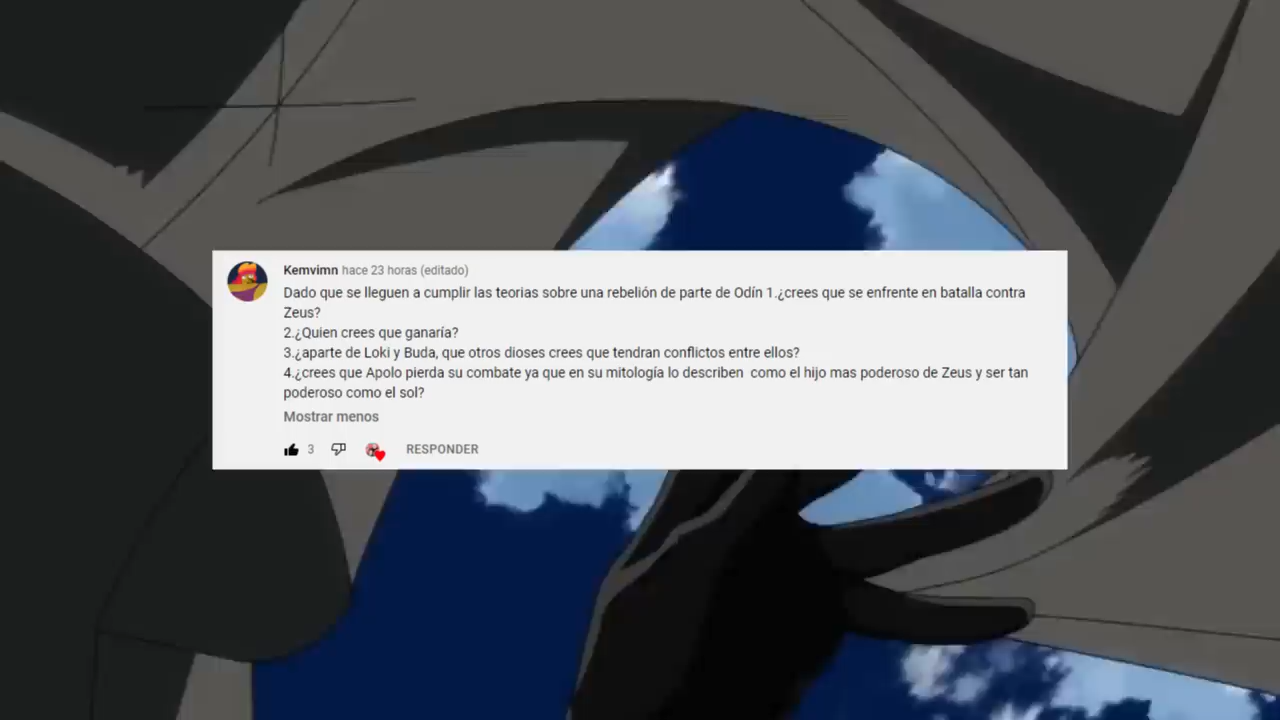 Kemvimn hace 23 horas (editado)
Dado que se lleguen a cumplir las teorias sobre una rebelión de parte de Odín 1.¿crees que se enfrente en batalla contra
Zeus?
2.¿Quien crees que ganaría?
3.¿aparte de Loki y Buda, que otros dioses crees que tendran conflictos entre ellos?
4.¿crees que Apolo pierda su combate ya que en su mitología lo describen  como el hijo mas poderoso de Zeus y ser tan
poderoso como el sol?
Mostrar menos
3 RESPONDER